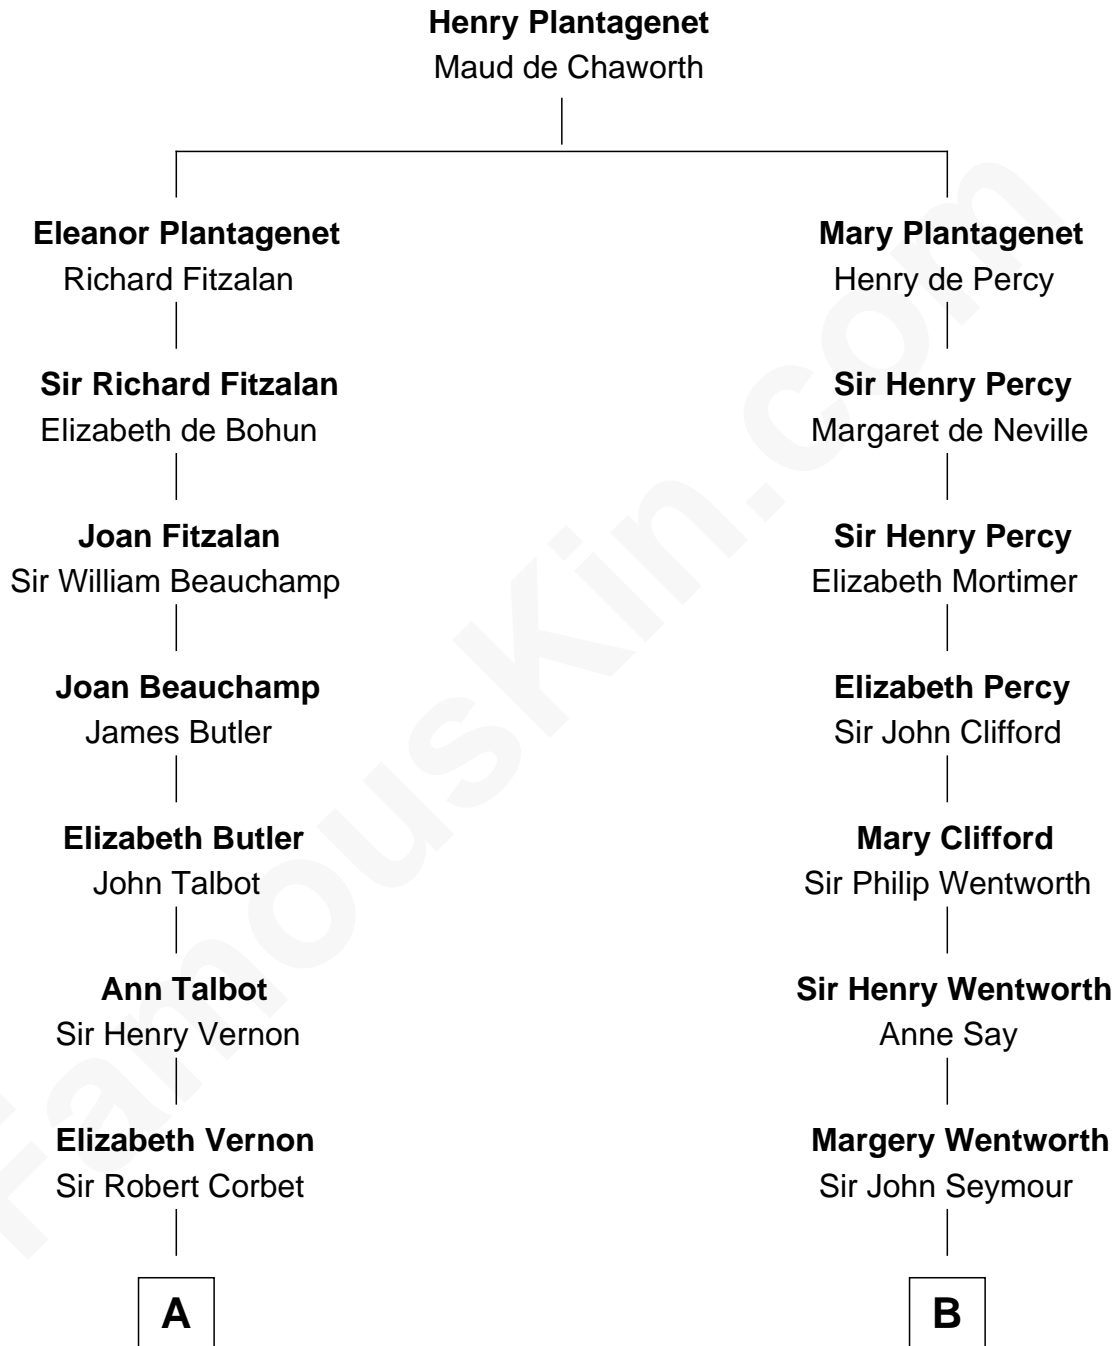 Henry Plantagenet
Maud de Chaworth
Eleanor Plantagenet
Richard Fitzalan
Mary Plantagenet
Henry de Percy
Sir Richard Fitzalan
Elizabeth de Bohun
Sir Henry Percy
Margaret de Neville
Joan Fitzalan
Sir William Beauchamp
Sir Henry Percy
Elizabeth Mortimer
Joan Beauchamp
James Butler
Elizabeth Percy
Sir John Clifford
Elizabeth Butler
John Talbot
Mary Clifford
Sir Philip Wentworth
Ann Talbot
Sir Henry Vernon
Sir Henry Wentworth
Anne Say
Elizabeth Vernon
Sir Robert Corbet
Margery Wentworth
Sir John Seymour
A
B
FamousKin.com